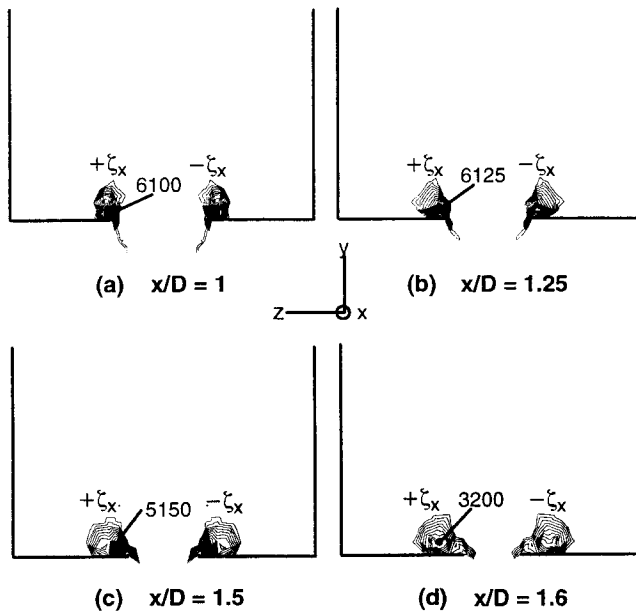 +ζx −ζx
6100
+ζx −ζx
6125
(a) x/D = 1
(b) x/D = 1.25
y
z x
+ζx −ζx
5150
+ζx −ζx
3200
(c) x/D = 1.5
(d) x/D = 1.6